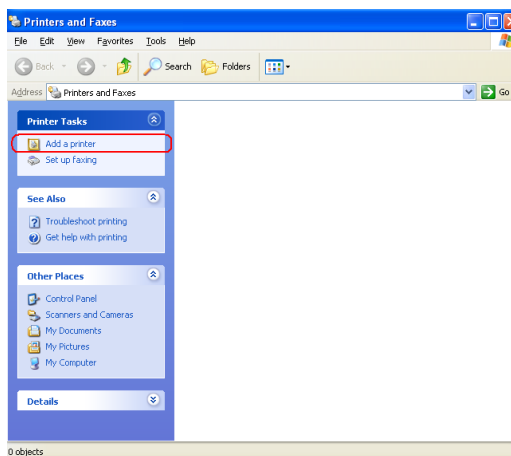 Printers and Faxes
File Edit View Favorites Tools Help
Back Search Folders
Address Printers and Faxes Go
Printer Tasks
Add a printer
Set up faxing
See Also
Troubleshoot printing
Get help with printing
Other Places
Control Panel
Scanners and Cameras
My Documents
My Pictures
My Computer
Details
0 objects